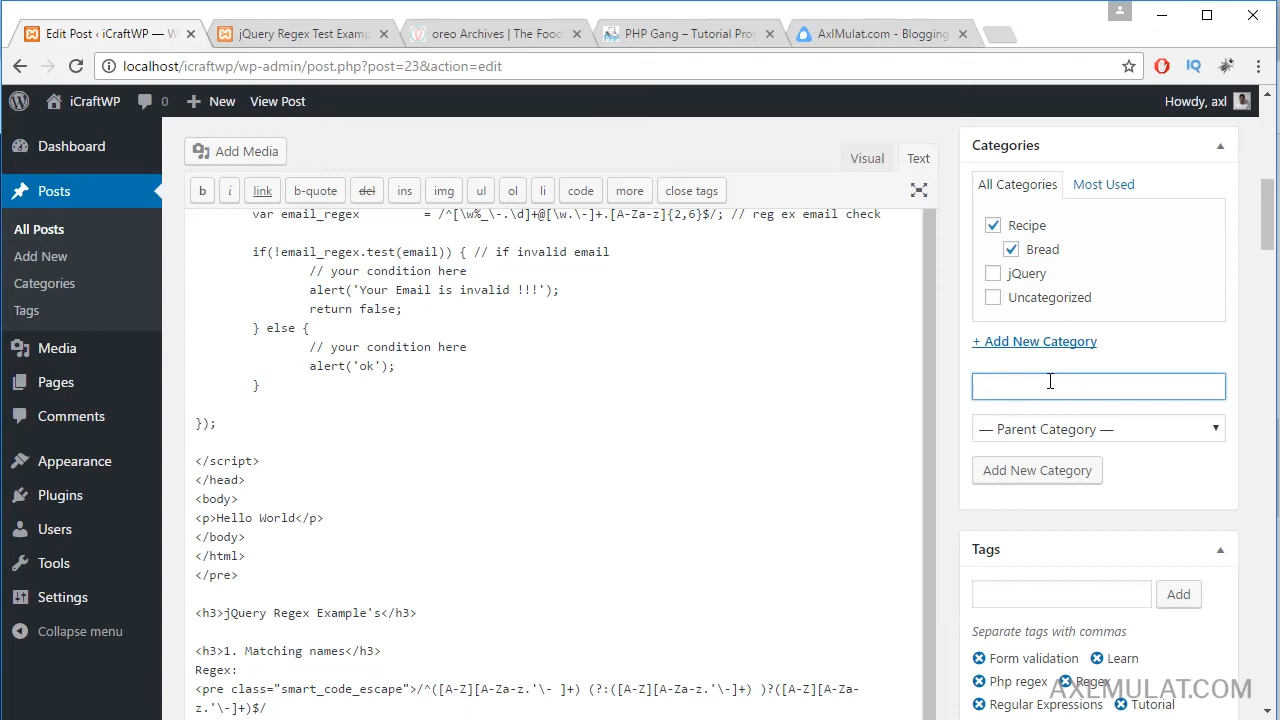 Edit Post ‹ iCraftWP — W
jQuery Regex Test Examp
oreo Archives | The Food
PHP Gang – Tutorial Pro
AxlMulat.com - Blogging
localhost/icraftwp/wp-admin/post.php?post=23&action=edit
iCraftWP 0 New View Post Howdy, axl
Dashboard
Posts
All Posts
Add New
Categories
Tags
Media
Pages
Comments
Appearance
Plugins
Users
Tools
Settings
Collapse menu
Add Media
Visual Text
b i link b-quote del ins img ul ol li code more close tags
var email_regex = /^[\w%_\-.\d]+@[\w.\-]+.[A-Za-z]{2,6}$/; // reg ex email check
if(!email_regex.test(email)) { // if invalid email
// your condition here
alert('Your Email is invalid !!!');
return false;
} else {
// your condition here
alert('ok');
}
});
</script>
</head>
<body>
<p>Hello World</p>
</body>
</html>
</pre>
<h3>jQuery Regex Example's</h3>
<h3>1. Matching names</h3>
Regex:
<pre class="smart_code_escape">/^([A-Z][A-Za-z.'\- ]+) (?:([A-Z][A-Za-z.'\-]+) )?([A-Z][A-Za-
z.'\-]+)$/
Categories
All Categories Most Used
Recipe
Bread
jQuery
Uncategorized
+ Add New Category
— Parent Category —
Add New Category
Tags
Add
Separate tags with commas
Form validation Learn
Php regex Regex
Regular Expressions Tutorial
AXLMULAT.COM
IQ